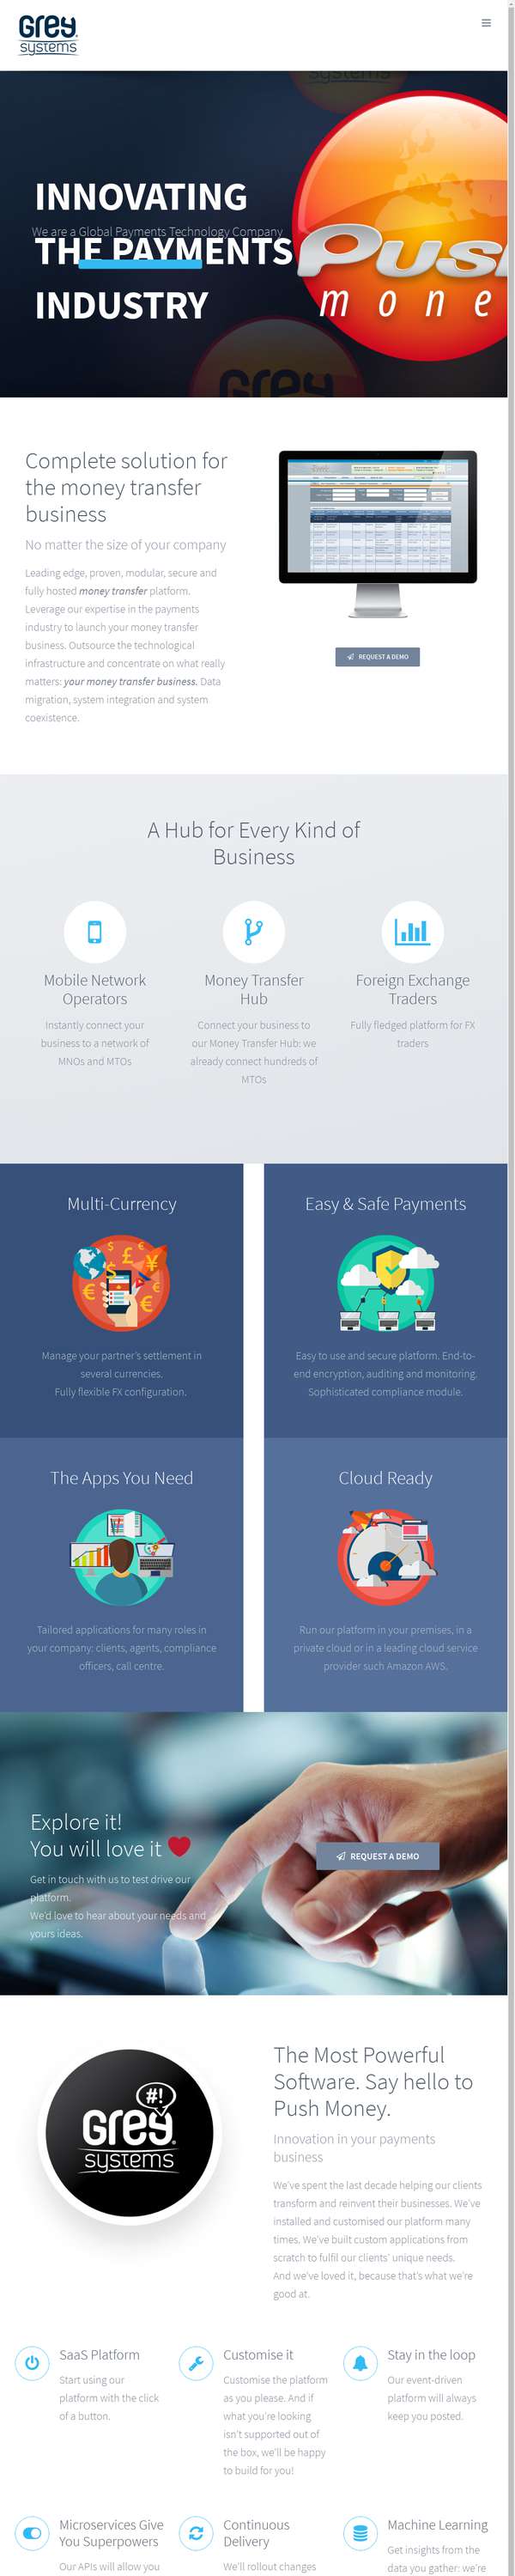 Grey
systems
systems
INNOVATING
We are a Global Payments Technology Company
THE PAYMENTS
INDUSTRY
Pus
mone
Grey
Complete solution for
the money transfer
business
No matter the size of your company
Leading edge, proven, modular, secure and
fully hosted money transfer platform.
Leverage our expertise in the payments
industry to launch your money transfer
business. Outsource the technological
infrastructure and concentrate on what really
matters: your money transfer business. Data
migration, system integration and system
coexistence.
REQUEST A DEMO
A Hub for Every Kind of
Business
Mobile Network
Operators
Instantly connect your
business to a network of
MNOs and MTOs
Money Transfer
Hub
Connect your business to
our Money Transfer Hub: we
already connect hundreds of
MTOs
Foreign Exchange
Traders
Fully fledged platform for FX
traders
Multi-Currency
Manage your partner's settlement in
several currencies.
Fully flexible FX configuration.
Easy & Safe Payments
Easy to use and secure platform. End-to-
end encryption, auditing and monitoring.
Sophisticated compliance module.
The Apps You Need
Tailored applications for many roles in
your company: clients, agents, compliance
officers, call centre.
Cloud Ready
Run our platform in your premises, in a
private cloud or in a leading cloud service
provider such Amazon AWS.
Explore it!
You will love it
Get in touch with us to test drive our
platform.
We'd love to hear about your needs and
yours ideas.
REQUEST A DEMO
#!
Grey
systems
The Most Powerful
Software. Say hello to
Push Money.
Innovation in your payments
business
We've spent the last decade helping our clients
transform and reinvent their businesses. We've
installed and customised our platform many
times. We've built custom applications from
scratch to fulfil our clients' unique needs.
And we've loved it, because that's what we're
good at.
SaaS Platform
Start using our
platform with the click
of a button.
Customise it
Customise the platform
as you please. And if
what you're looking
isn't supported out of
the box, we'll be happy
to build for you!
Stay in the loop
Our event-driven
platform will always
keep you posted.
Microservices Give
You Superpowers
Our APIs will allow you
Continuous
Delivery
We'll rollout changes
Machine Learning
Get insights from the
data you gather: we're